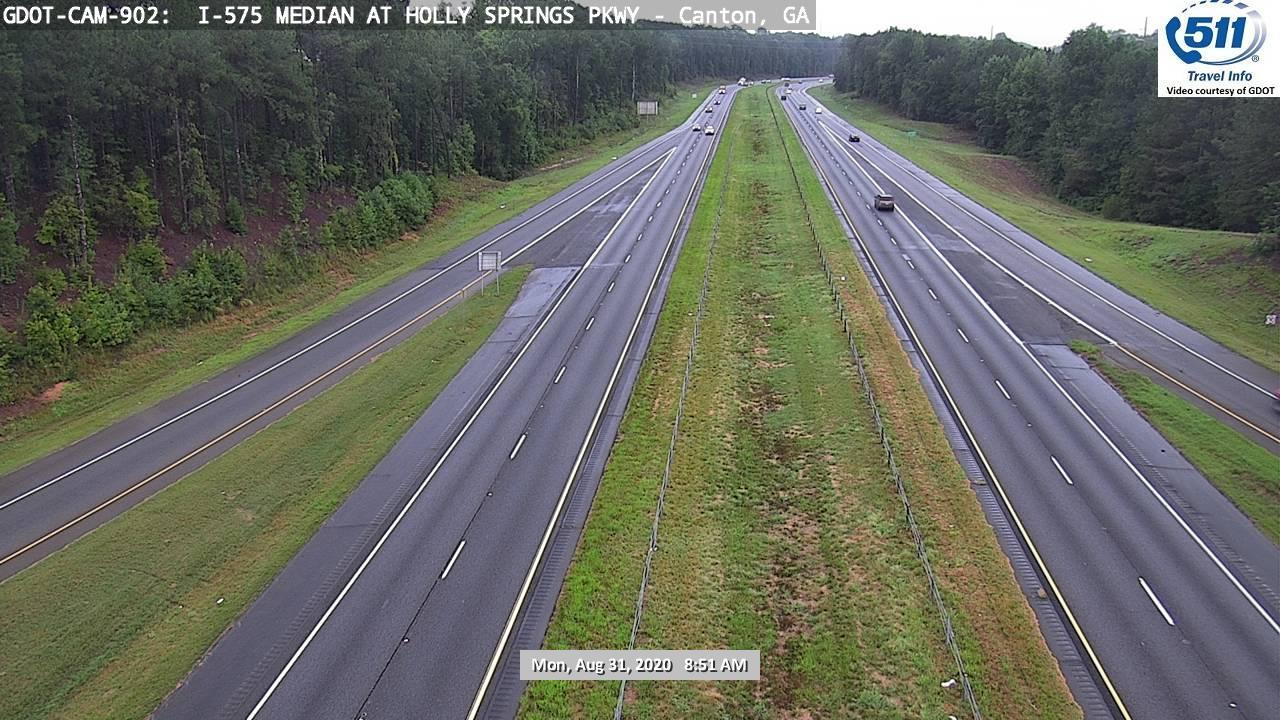 GDOT-CAM-902: I-575 MEDIAN AT HOLLY SPRINGS PKWY - Canton, GA
511®
Travel Info
Video courtesy of GDOT
Mon, Aug 31, 2020 8:51 AM